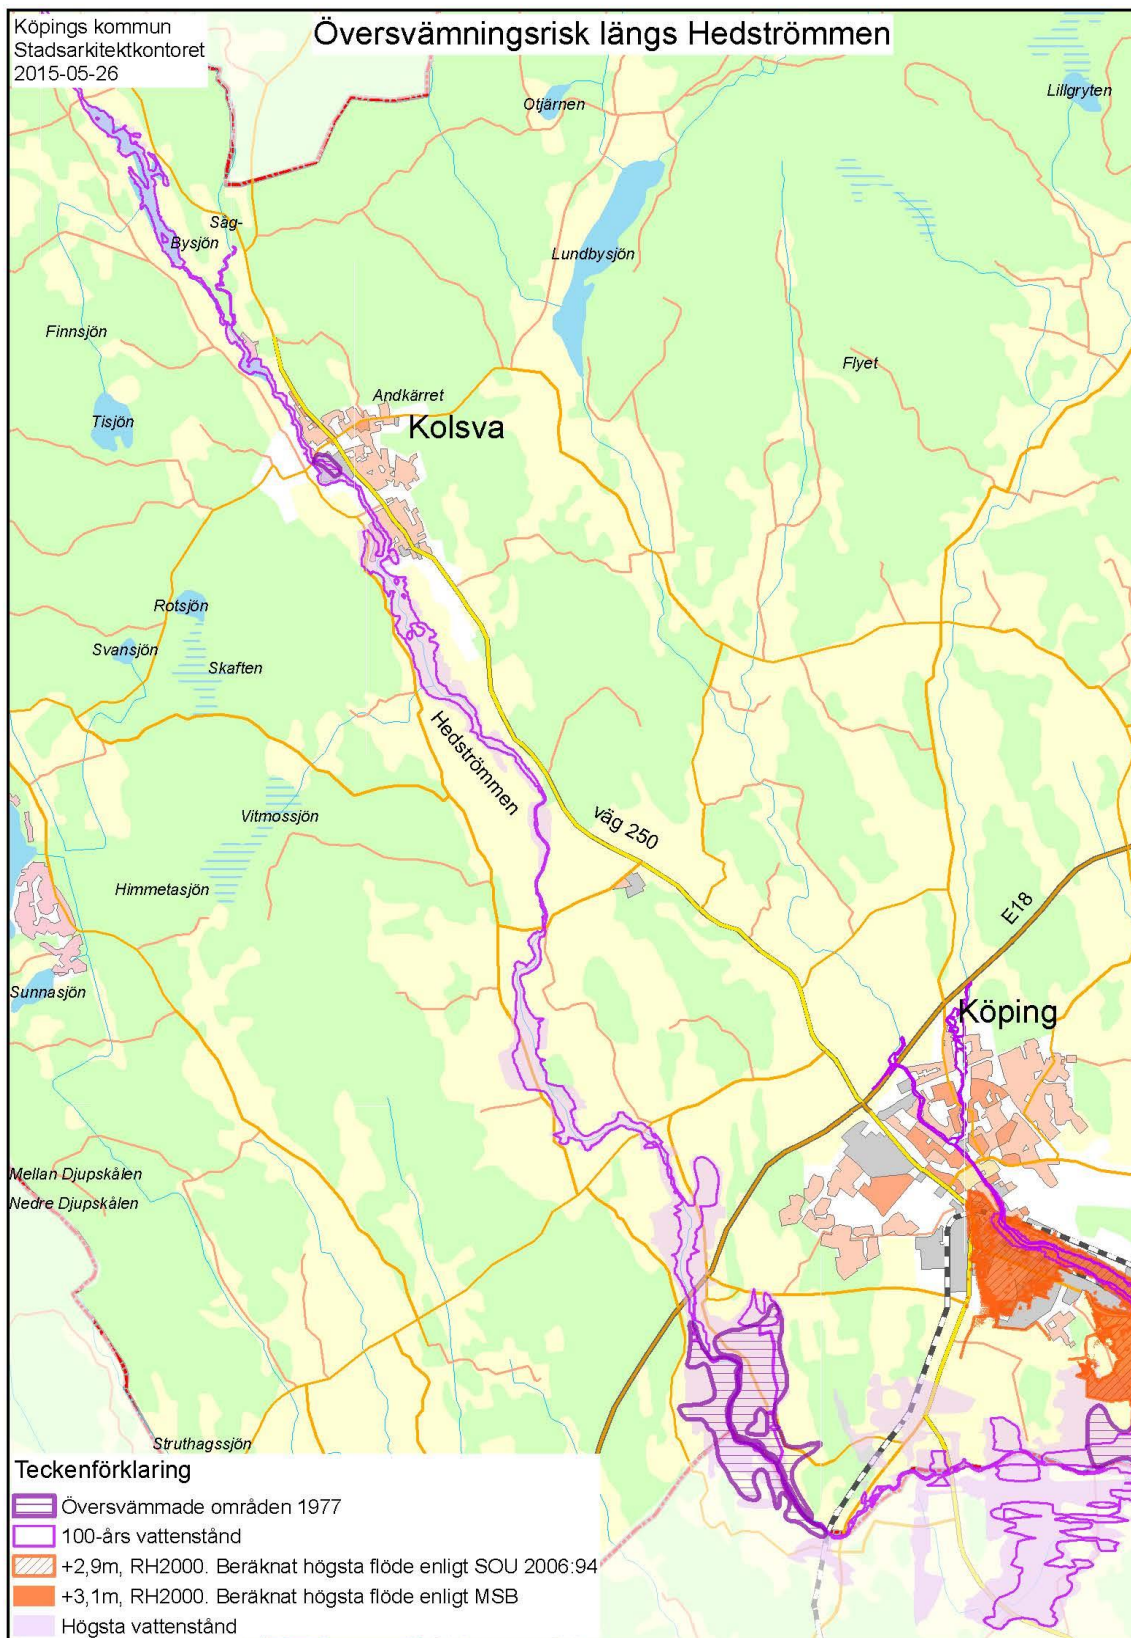 Köpings kommun
Stadsarkitektkontoret
2015-05-26
Översvämningsrisk längs Hedströmmen
Otjärnen
Lillgryten
Säg-
Bysjön
Lundbysjön
Finnsjön
Flyet
Andkärret
Tisjön
Kolsva
Rotsjön
Svansjön
Skaften
Hedströmmen
Vitmossjön
väg 250
Himmetasjön
E18
Sunnasjön
Köping
Mellan Djupskålen
Nedre Djupskålen
Struthagssjön
Teckenförklaring
Översvämmade områden 1977
100-års vattenstånd
+2,9m, RH2000. Beräknat högsta flöde enligt SOU 2006:94
+3,1m, RH2000. Beräknat högsta flöde enligt MSB
Högsta vattenstånd